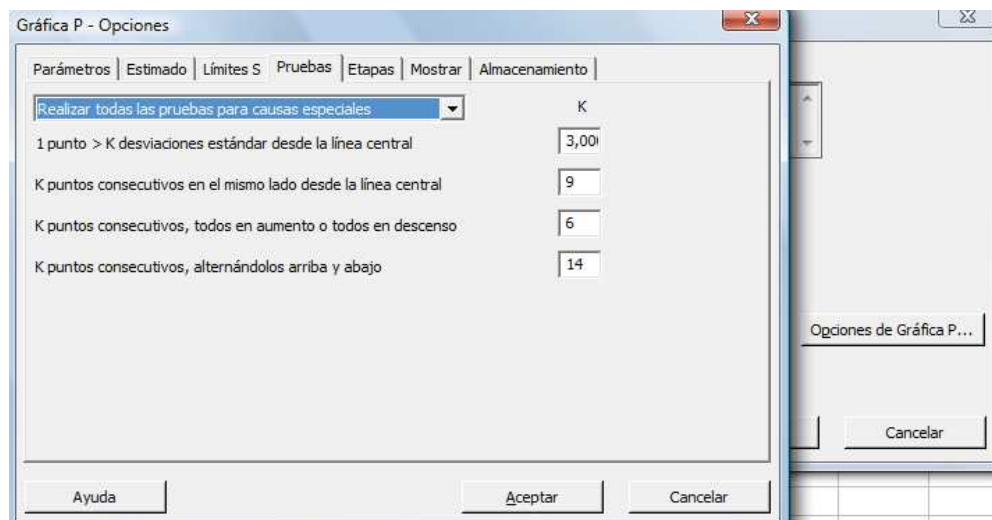 Gráfica P - Opciones
Parámetros Estimado Límites S Pruebas Etapas Mostrar Almacenamiento
Realizar todas las pruebas para causas especiales K
1 punto > K desviaciones estándar desde la línea central 3,00
K puntos consecutivos en el mismo lado desde la línea central 9
K puntos consecutivos, todos en aumento o todos en descenso 6
K puntos consecutivos, alternándolos arriba y abajo 14
Opciones de Gráfica P...
Cancelar
Ayuda Aceptar Cancelar